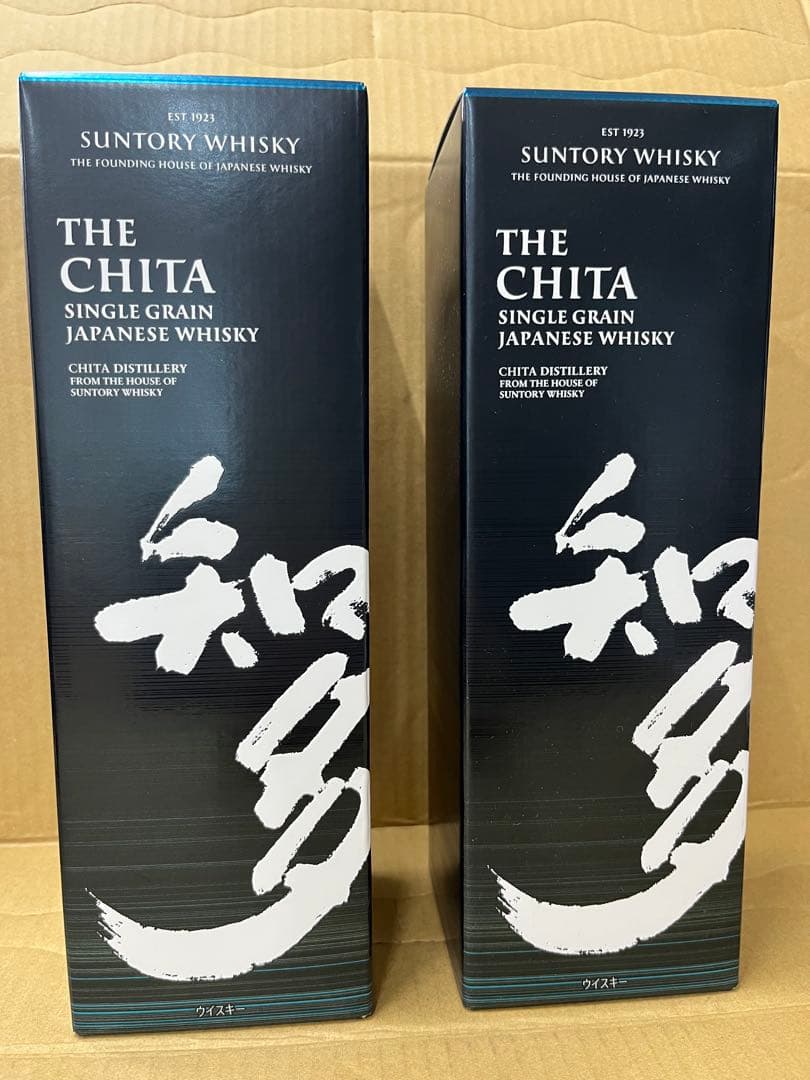 EST 1923
SUNTORY WHISKY
THE FOUNDING HOUSE OF JAPANESE WHISKY
THE
CHITA
SINGLE GRAIN
JAPANESE WHISKY
CHITA DISTILLERY
FROM THE HOUSE OF
SUNTORY WHISKY
知
多
ウイスキー
EST 1923
SUNTORY WHISKY
THE FOUNDING HOUSE OF JAPANESE WHISKY
THE
CHITA
SINGLE GRAIN
JAPANESE WHISKY
CHITA DISTILLERY
FROM THE HOUSE OF
SUNTORY WHISKY
知
多
ウイスキー